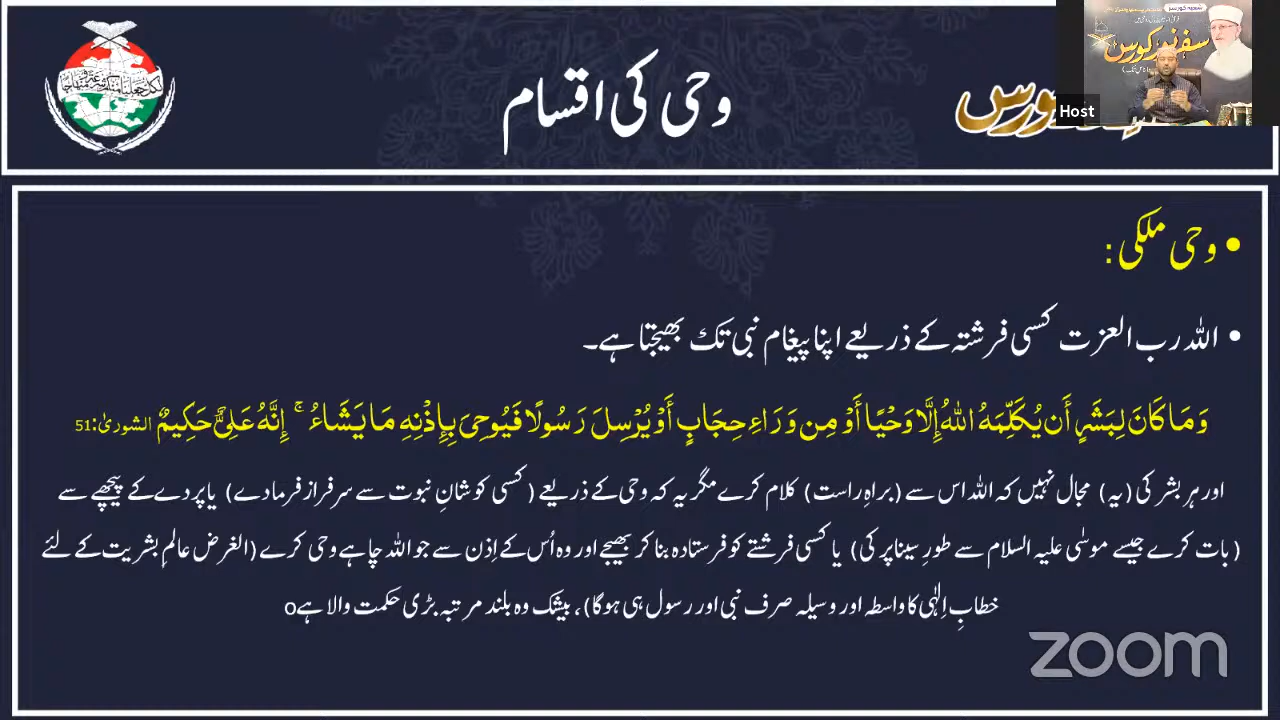 وحی کی اقسام
Host
• وحی ملکی :
• اللہ رب العزت کسی فرشتہ کے ذریعے اپنا پیغام نبی تک بھیجتا ہے۔
وَمَا كَانَ لِبَشَرٍ أَن يُكَلِّمَهُ اللهُ إِلَّا وَحْيًا أَوْ مِن وَرَاءِ حِجَابٍ أَوْ يُرْسِلَ رَسُولًا فَيُوحِيَ بِإِذْنِهِ مَا يَشَاءُ ۚ إِنَّهُ عَلِيٌّ حَكِيمٌ الشوریٰ:51
اور ہر بشر کی (یہ) مجال نہیں کہ اللہ اس سے (براہِ راست) کلام کرے مگر یہ کہ وحی کے ذریعے (کسی کو شانِ نبوت سے سرفراز فرما دے) یا پردے کے پیچھے سے
(بات کرے جیسے موسٰی علیہ السلام سے طورِ سینا پر کی) یا کسی فرشتے کو فرستادہ بنا کر بھیجے اور وہ اُس کے اِذن سے جو اللہ چاہے وحی کرے (الغرض عالمِ بشریت کے لئے
خطابِ اِلٰہی کا واسطہ اور وسیلہ صرف نبی اور رسول ہی ہوگا)، بیشک وہ بلند مرتبہ بڑی حکمت والا ہے o
zoom